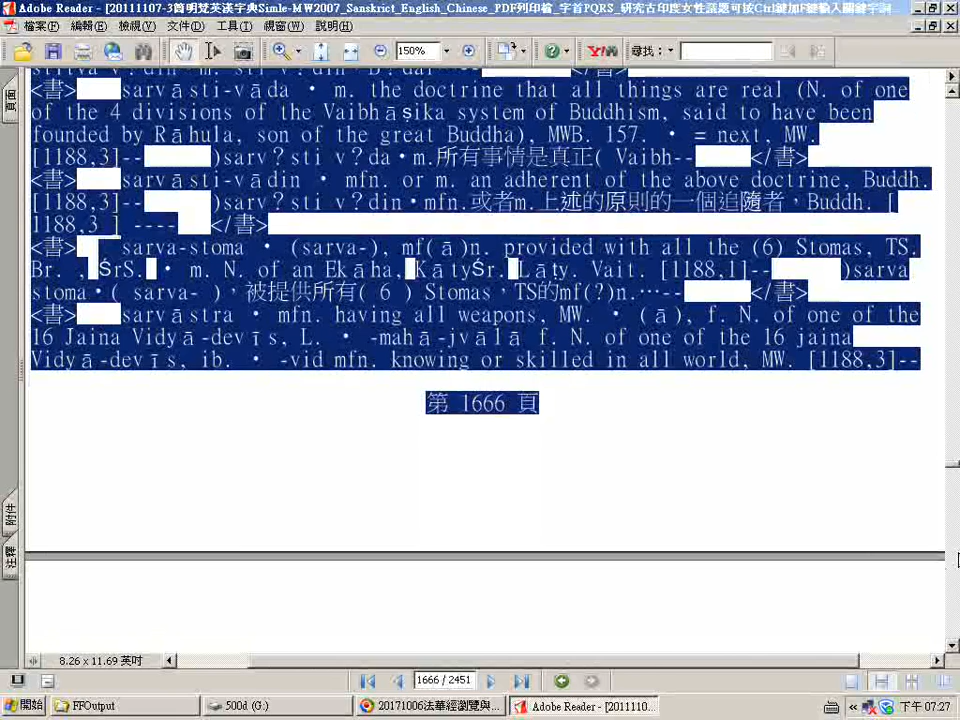 Adobe Reader - [20111107-3簡明梵英漢字典Simle-MW2007_Sanskrict_English_Chinese_PDF列印檔_字首PQRS_研究古印度女性議題可按Ctrl鍵加F鍵輸入關鍵字詞
檔案(F) 編輯(E) 檢視(V) 文件(D) 工具(T) 視窗(W) 說明(H)
150% 尋找：
頁面
<書> sarvāsti-vāda • m. the doctrine that all things are real (N. of one
of the 4 divisions of the Vaibhāṣika system of Buddhism, said to have been
founded by Rāhula, son of the great Buddha), MWB. 157. • = next, MW.
[1188,3]-- )sarv？sti v？da•m.所有事情是真正( Vaibh-- </書>
<書> sarvāsti-vādin • mfn. or m. an adherent of the above doctrine, Buddh.
[1188,3]-- )sarv？sti v？din•mfn.或者m.上述的原則的一個追隨者，Buddh. [
1188,3 ] ---- </書>
<書> sarva-stoma • (sarva-), mf(ā)n. provided with all the (6) Stomas, TS.
Br. , ŚrS. • m. N. of an Ekāha, KātyŚr. Lāṭy. Vait. [1188,1]-- )sarva
stoma•( sarva- )，被提供所有( 6 ) Stomas，TS的mf(?)n.…-- </書>
<書> sarvāstra • mfn. having all weapons, MW. • (ā), f. N. of one of the
16 Jaina Vidyā-devīs, L. • -mahā-jvālā f. N. of one of the 16 jaina
Vidyā-devīs, ib. • -vid mfn. knowing or skilled in all world, MW. [1188,3]--
第 1666 頁
附件
注釋
8.26 x 11.69 英吋
1666 / 2451
開始 FFOutput 500d (G:) 20171006法華經瀏覽與... Adobe Reader - [2011110... 下午 07:27